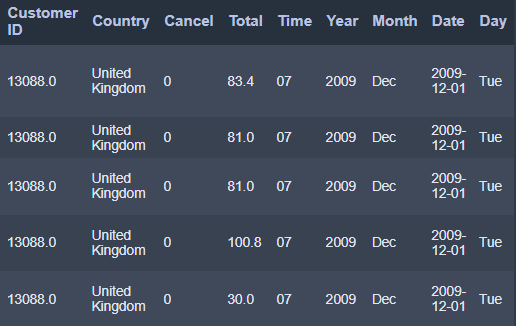 Customer ID Country Cancel Total Time Year Month Date Day
13088.0 United Kingdom 0 83.4 07 2009 Dec 2009-12-01 Tue
13088.0 United Kingdom 0 81.0 07 2009 Dec 2009-12-01 Tue
13088.0 United Kingdom 0 81.0 07 2009 Dec 2009-12-01 Tue
13088.0 United Kingdom 0 100.8 07 2009 Dec 2009-12-01 Tue
13088.0 United Kingdom 0 30.0 07 2009 Dec 2009-12-01 Tue